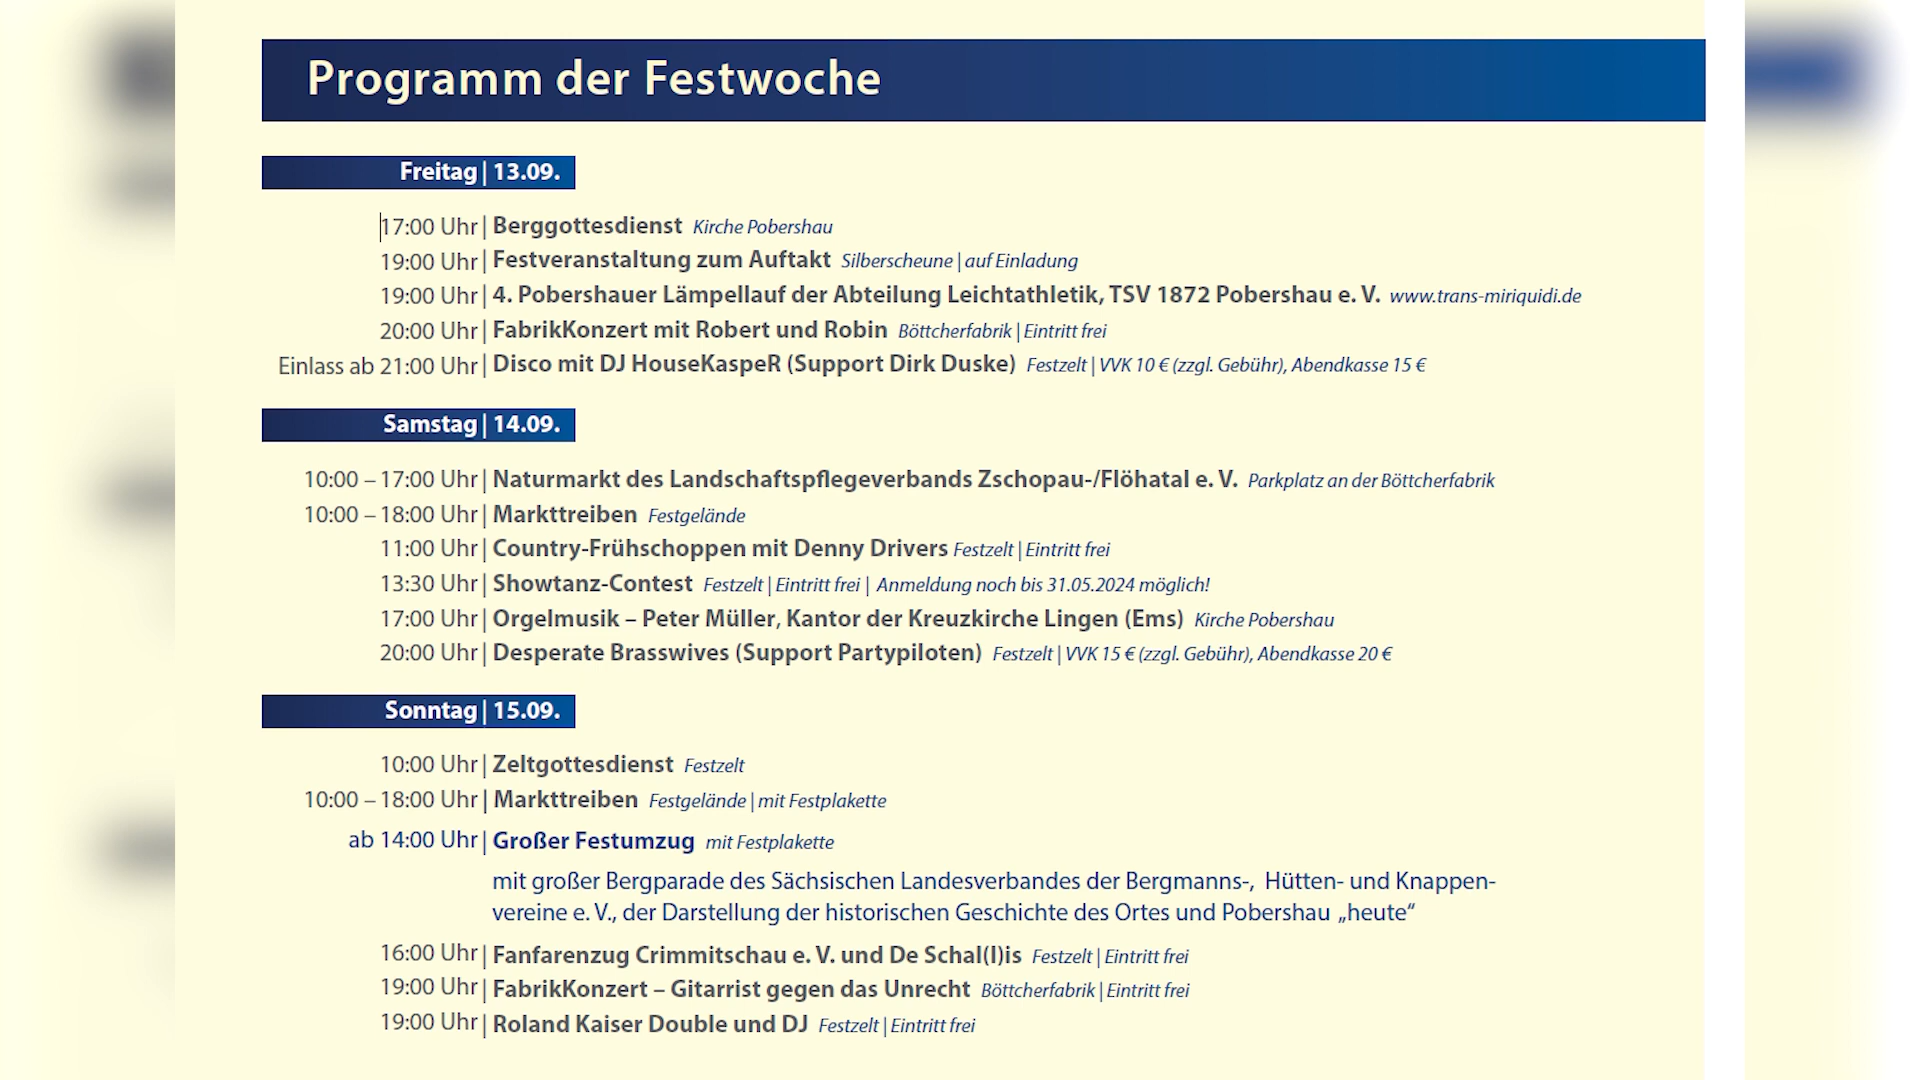 Programm der Festwoche
Freitag | 13.09.
17:00 Uhr | Berggottesdienst Kirche Pobershau
19:00 Uhr | Festveranstaltung zum Auftakt Silberscheune | auf Einladung
19:00 Uhr | 4. Pobershauer Lämpellauf der Abteilung Leichtathletik, TSV 1872 Pobershau e. V. www.trans-miriquidi.de
20:00 Uhr | FabrikKonzert mit Robert und Robin Böttcherfabrik | Eintritt frei
Einlass ab 21:00 Uhr | Disco mit DJ HouseKaspeR (Support Dirk Duske) Festzelt | VVK 10 € (zzgl. Gebühr), Abendkasse 15 €
Samstag | 14.09.
10:00 – 17:00 Uhr | Naturmarkt des Landschaftspflegeverbands Zschopau-/Flöhatal e. V. Parkplatz an der Böttcherfabrik
10:00 – 18:00 Uhr | Markttreiben Festgelände
11:00 Uhr | Country-Frühschoppen mit Denny Drivers Festzelt | Eintritt frei
13:30 Uhr | Showtanz-Contest Festzelt | Eintritt frei | Anmeldung noch bis 31.05.2024 möglich!
17:00 Uhr | Orgelmusik – Peter Müller, Kantor der Kreuzkirche Lingen (Ems) Kirche Pobershau
20:00 Uhr | Desperate Brasswives (Support Partypiloten) Festzelt | VVK 15 € (zzgl. Gebühr), Abendkasse 20 €
Sonntag | 15.09.
10:00 Uhr | Zeltgottesdienst Festzelt
10:00 – 18:00 Uhr | Markttreiben Festgelände | mit Festplakette
ab 14:00 Uhr | Großer Festumzug mit Festplakette
mit großer Bergparade des Sächsischen Landesverbandes der Bergmanns-, Hütten- und Knappen-
vereine e. V., der Darstellung der historischen Geschichte des Ortes und Pobershau „heute“
16:00 Uhr | Fanfarenzug Crimmitschau e. V. und De Schal(l)is Festzelt | Eintritt frei
19:00 Uhr | FabrikKonzert – Gitarrist gegen das Unrecht Böttcherfabrik | Eintritt frei
19:00 Uhr | Roland Kaiser Double und DJ Festzelt | Eintritt frei